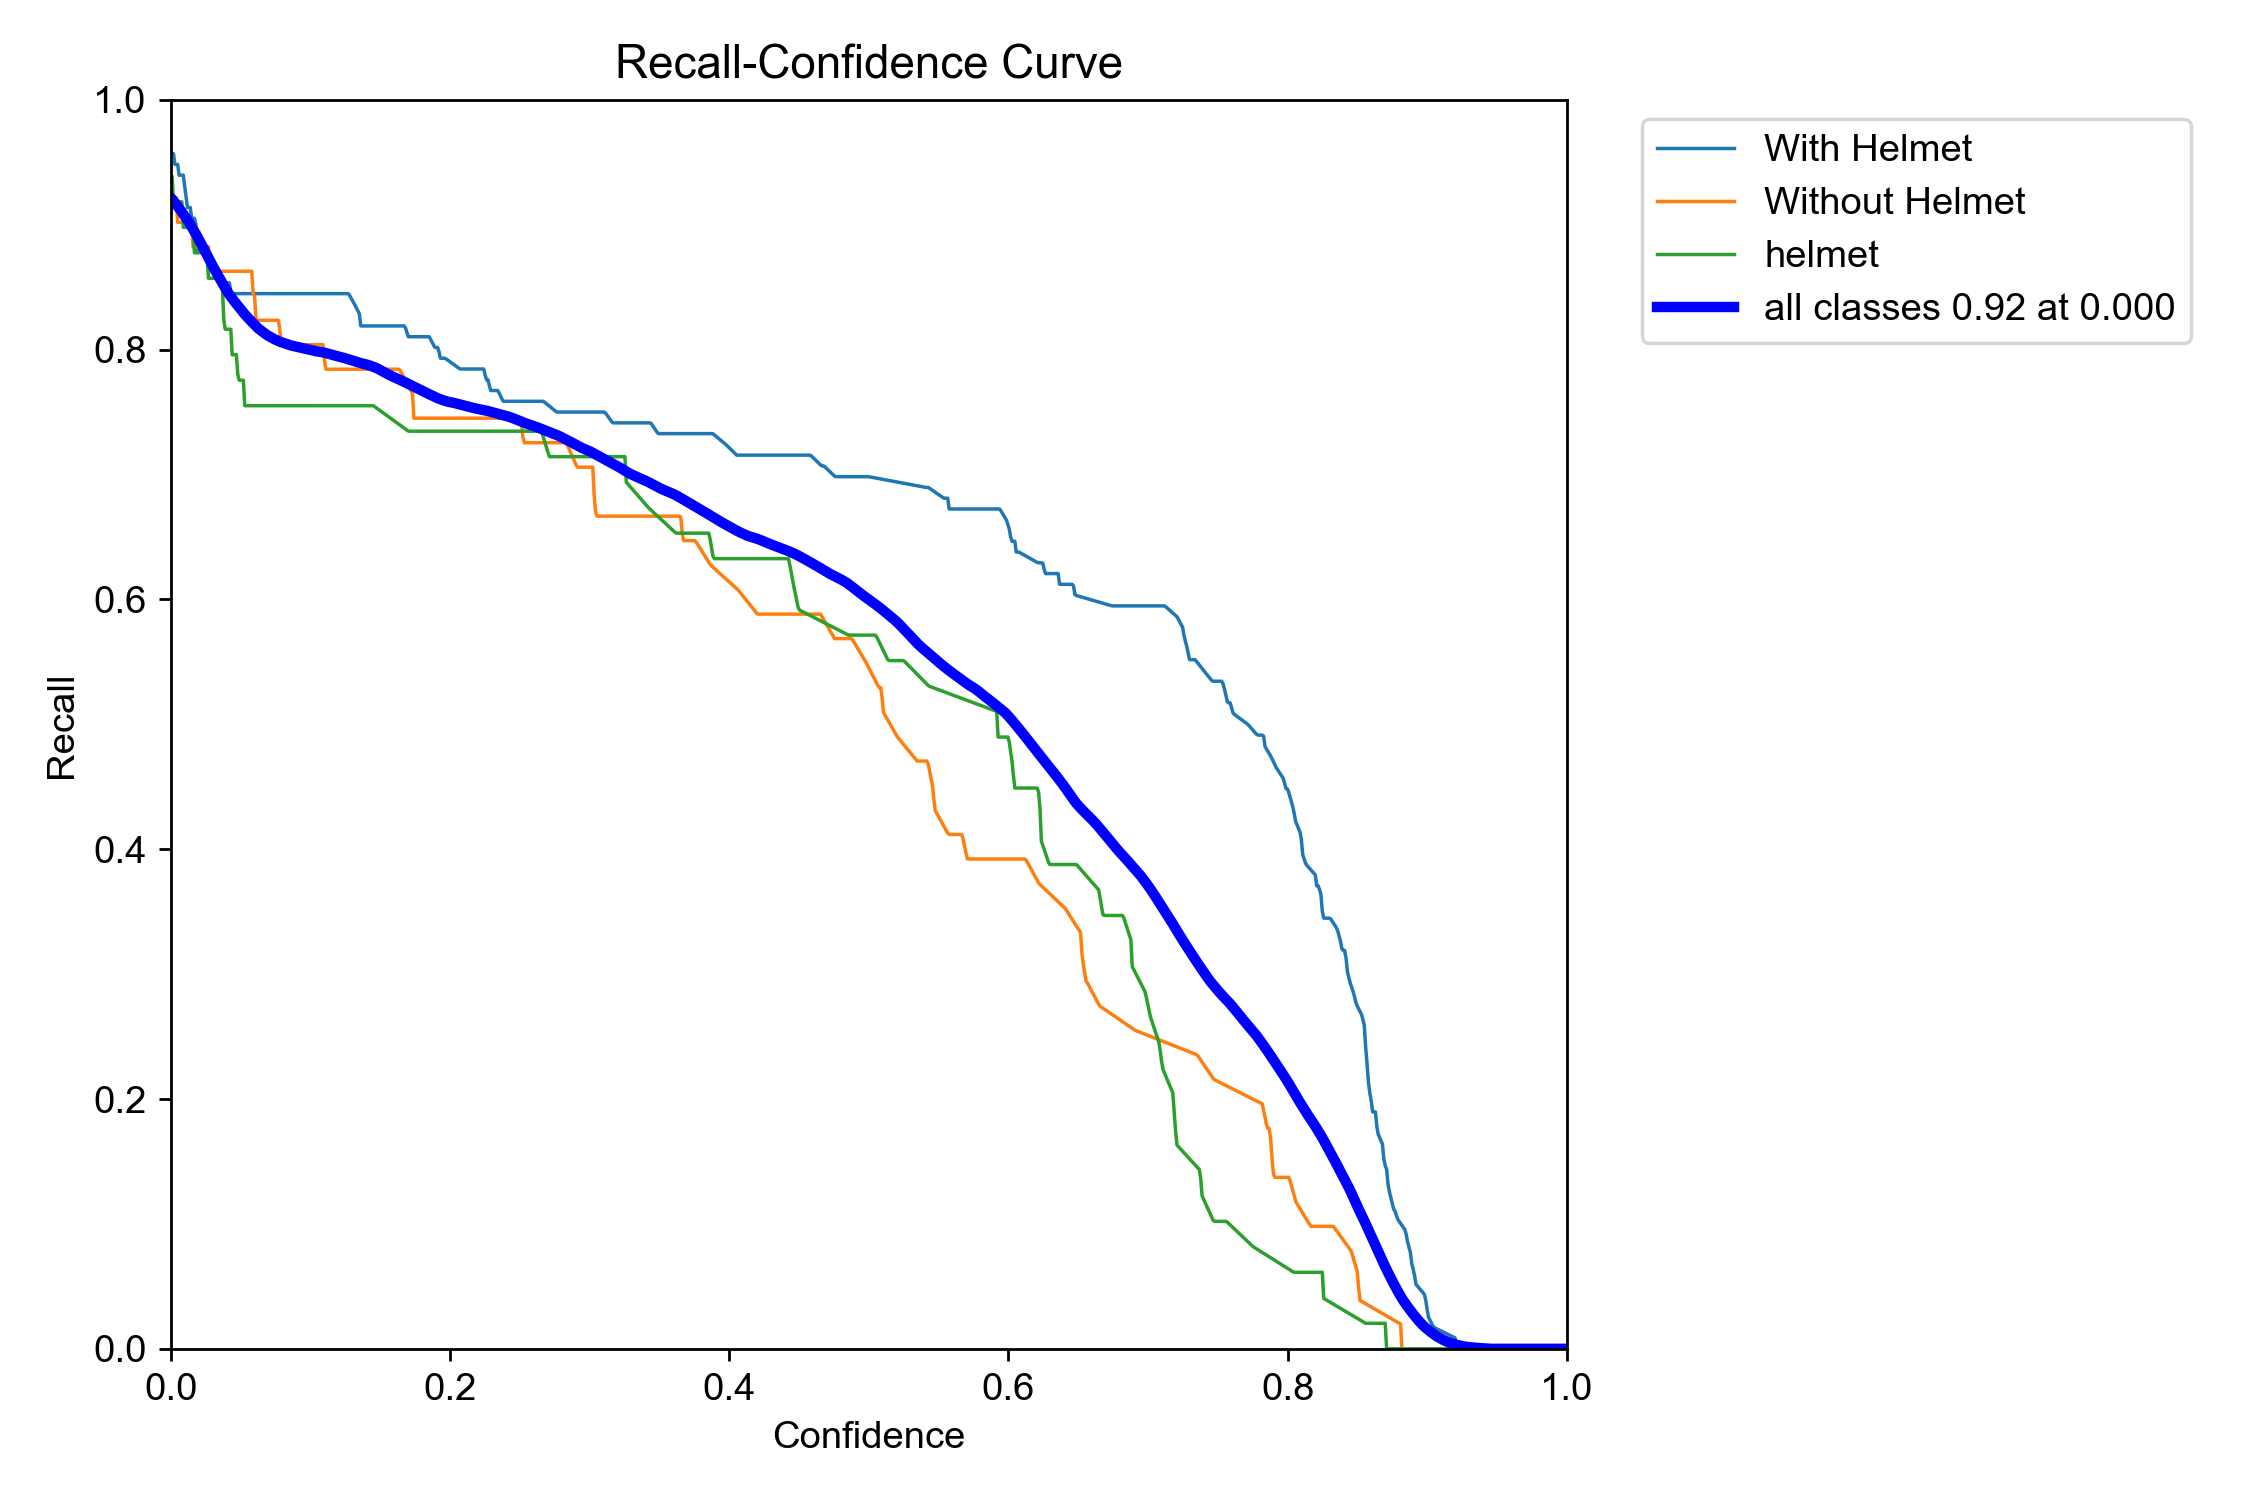 Recall-Confidence Curve
1.0
0.8
0.6
0.4
0.2
0.0
Recall
0.0 0.2 0.4 0.6 0.8 1.0
Confidence
With Helmet
Without Helmet
helmet
all classes 0.92 at 0.000